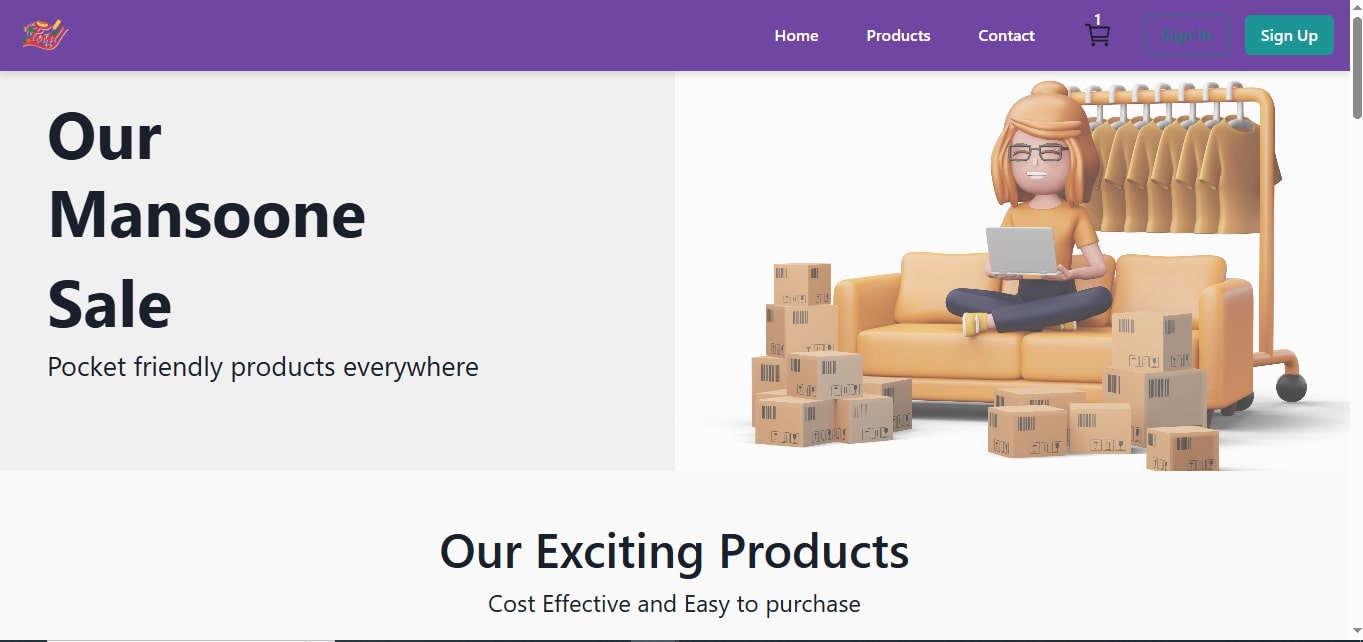 Food
Home
Products
Contact
1
Sign In
Sign Up
Our
Mansoone
Sale
Pocket friendly products everywhere
Our Exciting Products
Cost Effective and Easy to purchase